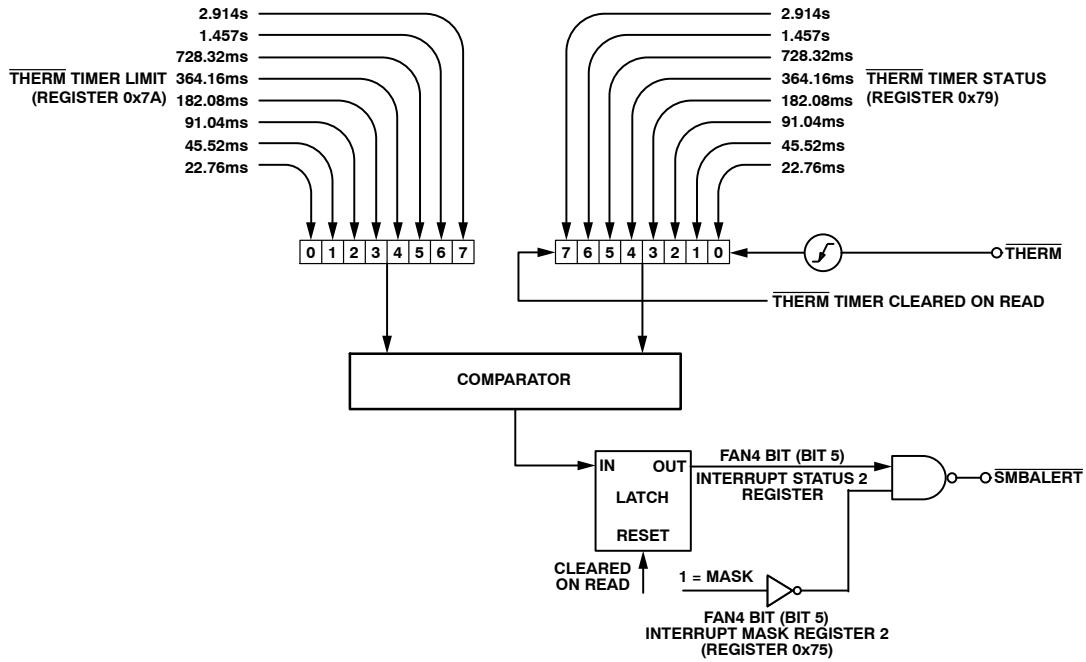 2.914s
1.457s
728.32ms
364.16ms
182.08ms
91.04ms
45.52ms
22.76ms
THERM TIMER LIMIT
(REGISTER 0x7A)
2.914s
1.457s
728.32ms
364.16ms
182.08ms
91.04ms
45.52ms
22.76ms
THERM TIMER STATUS
(REGISTER 0x79)
0 1 2 3 4 5 6 7
7 6 5 4 3 2 1 0
THERM
THERM TIMER CLEARED ON READ
COMPARATOR
IN OUT
LATCH
RESET
FAN4 BIT (BIT 5)
INTERRUPT STATUS 2
REGISTER
SMBALERT
CLEARED
ON READ
1 = MASK
FAN4 BIT (BIT 5)
INTERRUPT MASK REGISTER 2
(REGISTER 0x75)